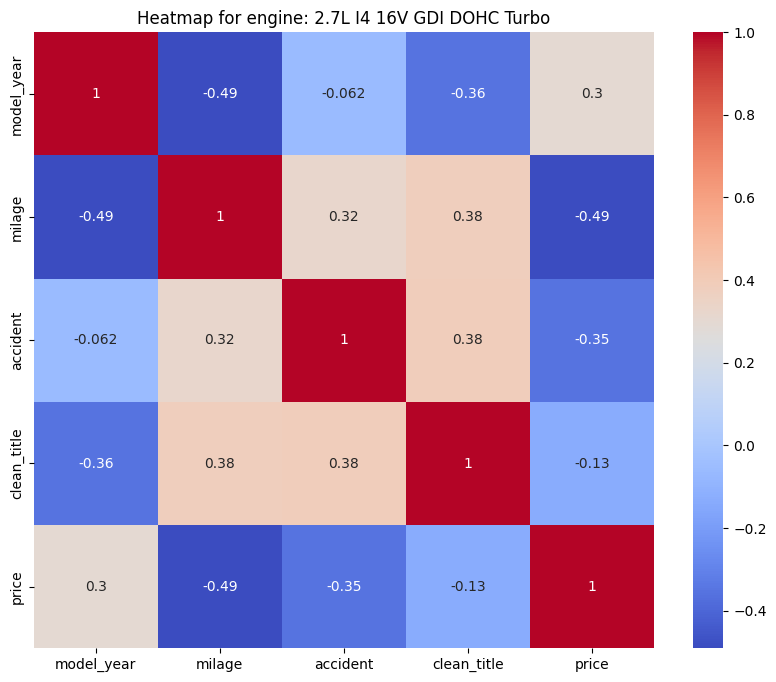 Heatmap for engine: 2.7L I4 16V GDI DOHC Turbo
model_year 1 -0.49 -0.062 -0.36 0.3
milage -0.49 1 0.32 0.38 -0.49
accident -0.062 0.32 1 0.38 -0.35
clean_title -0.36 0.38 0.38 1 -0.13
price 0.3 -0.49 -0.35 -0.13 1
model_year milage accident clean_title price
1.0
0.8
0.6
0.4
0.2
0.0
−0.2
−0.4